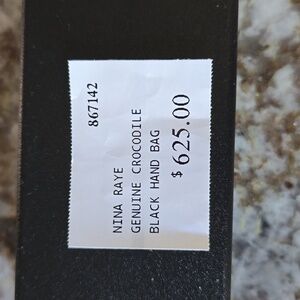 867142
NINA RAYE
GENUINE CROCODILE
BLACK HAND BAG
$625.00